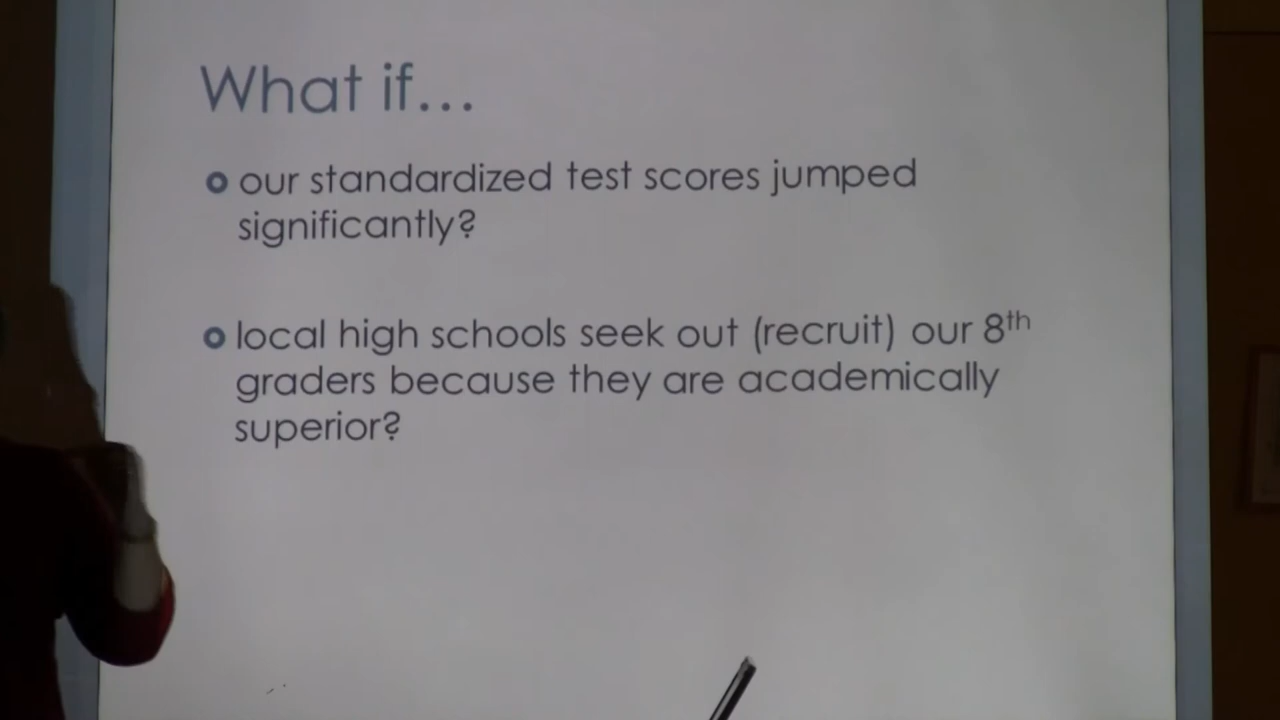 What if...
our standardized test scores jumped
significantly?
local high schools seek out (recruit) our 8th
graders because they are academically
superior?